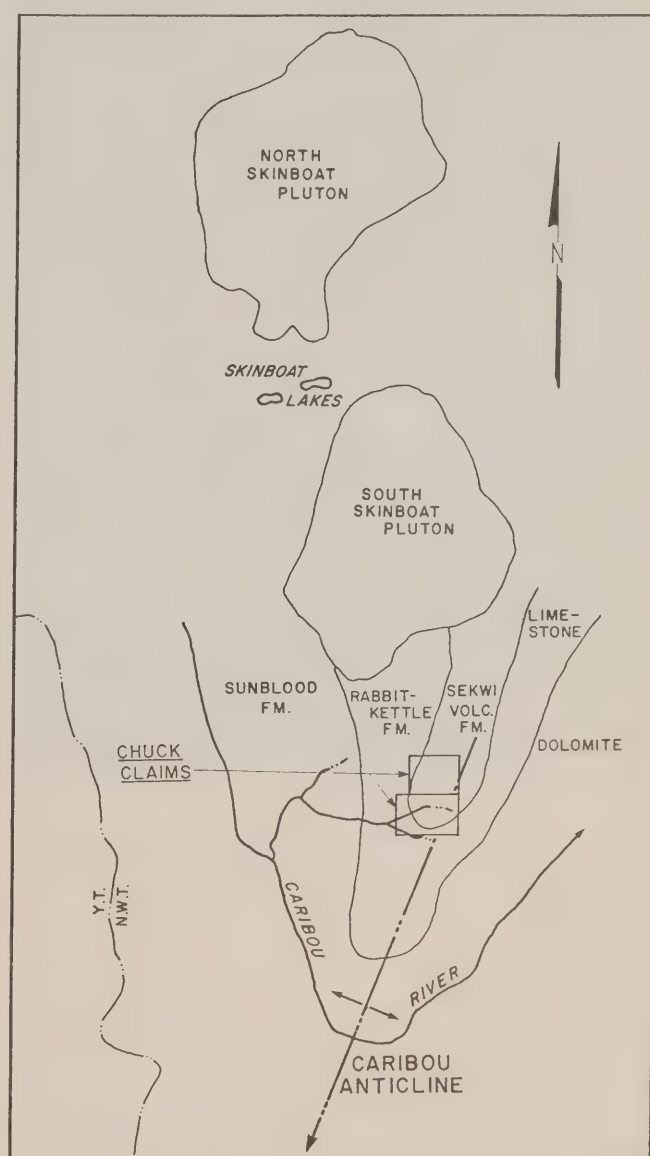 NORTH
SKINBOAT
PLUTON
N
SKINBOAT
LAKES
SOUTH
SKINBOAT
PLUTON
LIME-
STONE
SUNBLOOD
FM.
RABBIT-
KETTLE
FM.
SEKWI
VOLC.
FM.
DOLOMITE
CHUCK
CLAIMS
Y.T.
N.W.T.
CARIBOU
RIVER
CARIBOU
ANTICLINE